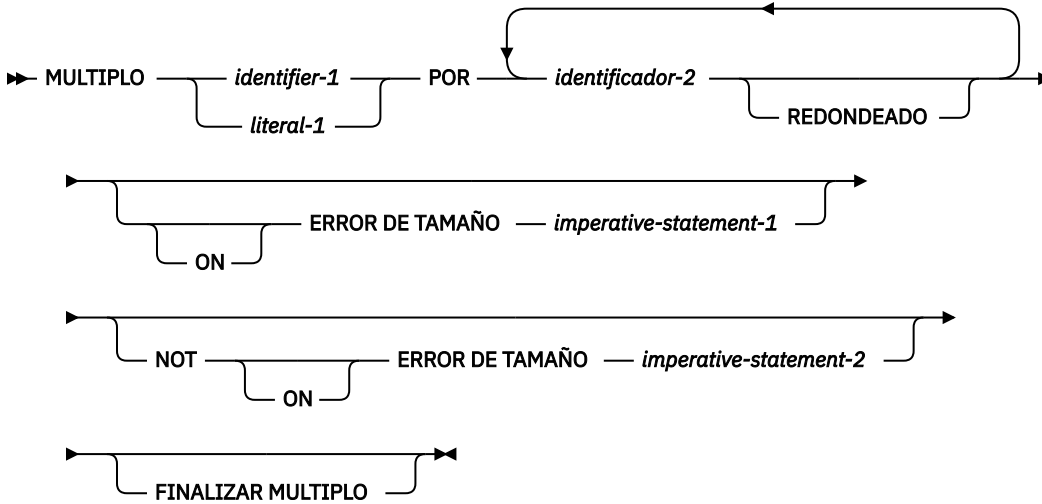 MULTIPLO identifier-1 POR identificador-2
literal-1 REDONDEADO
ERROR DE TAMAÑO imperative-statement-1
ON
NOT ERROR DE TAMAÑO imperative-statement-2
ON
FINALIZAR MULTIPLO